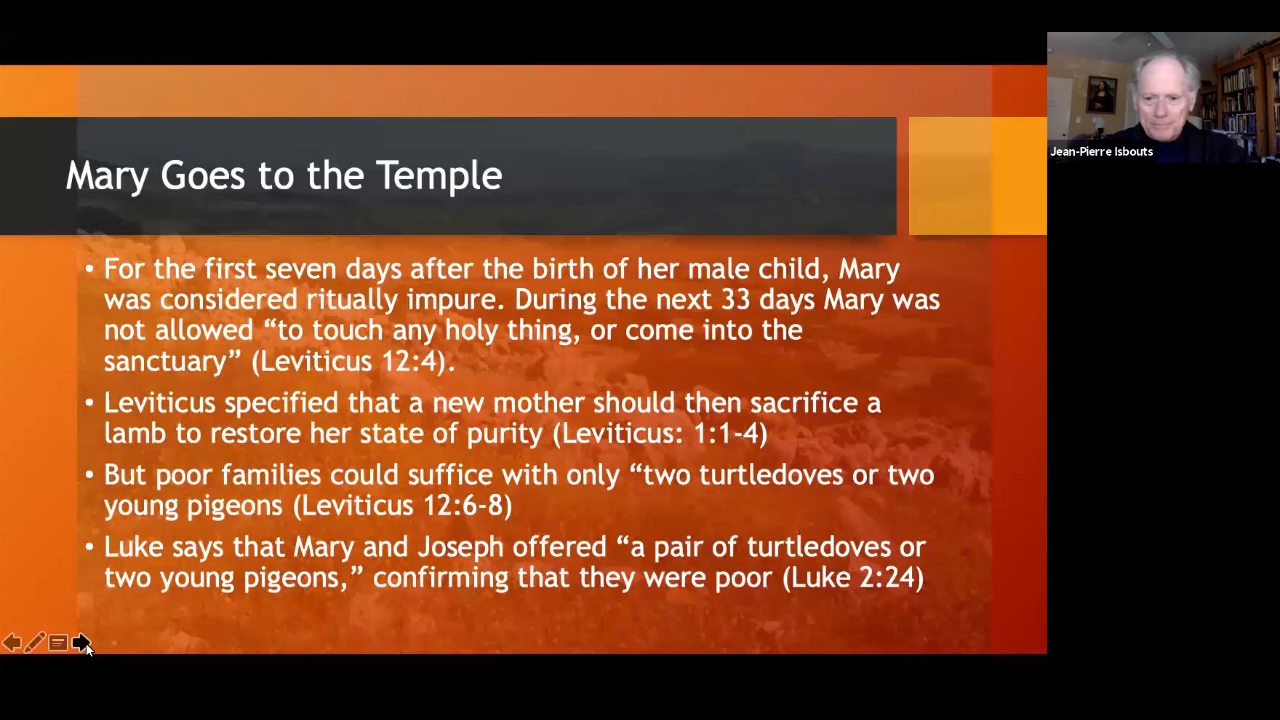 Mary Goes to the Temple
• For the first seven days after the birth of her male child, Mary
was considered ritually impure. During the next 33 days Mary was
not allowed “to touch any holy thing, or come into the
sanctuary” (Leviticus 12:4).
• Leviticus specified that a new mother should then sacrifice a
lamb to restore her state of purity (Leviticus: 1:1-4)
• But poor families could suffice with only “two turtledoves or two
young pigeons (Leviticus 12:6-8)
• Luke says that Mary and Joseph offered “a pair of turtledoves or
two young pigeons,” confirming that they were poor (Luke 2:24)
Jean-Pierre Isbouts